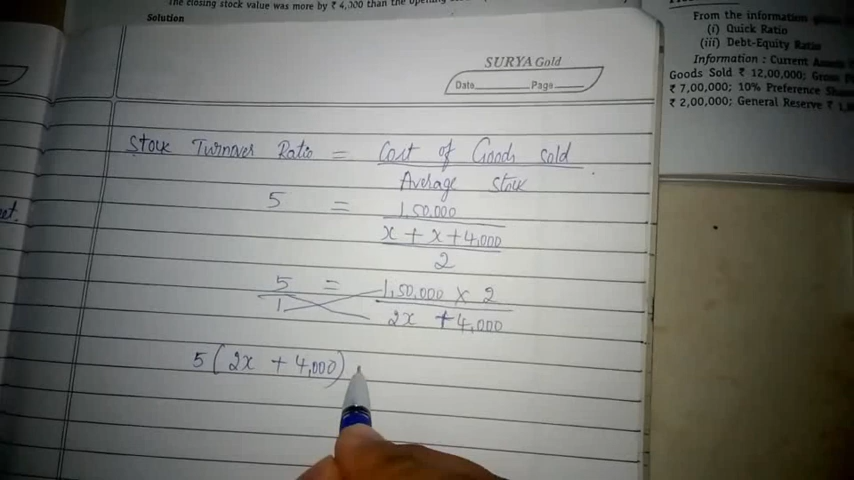 The closing stock value was more by ₹ 4,000 than the opening
Solution
From the information given
(i) Quick Ratio
(iii) Debt-Equity Ratio
Information : Current Assets
Goods Sold ₹ 12,00,000; Gross
₹ 7,00,000; 10% Preference
₹ 2,00,000; General Reserve ₹
SURYA Gold
Date Page
Stock Turnover Ratio = Cost of Goods sold
Average stock
5 = 1,50,000
x + x + 4,000
2
5 = 1,50,000 x 2
1 2x + 4,000
5 ( 2x + 4,000 )